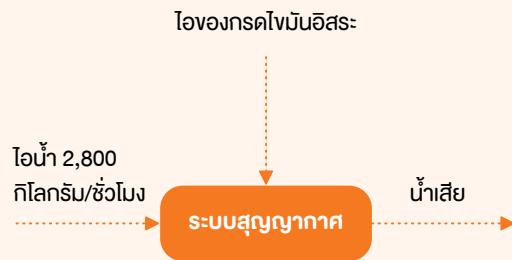 ไอของกรดไขมันอิสระ
ไอน้ำ 2,800
กิโลกรัม/ชั่วโมง
ระบบสุญญากาศ
น้ำเสีย